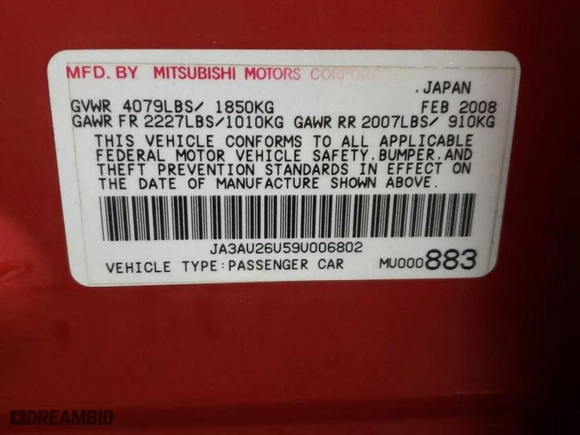 MFD. BY MITSUBISHI MOTORS CORPORATION
.JAPAN
GVWR 4079LBS/ 1850KG FEB 2008
GAWR FR 2227LBS/1010KG GAWR RR 2007LBS/ 910KG
THIS VEHICLE CONFORMS TO ALL APPLICABLE
FEDERAL MOTOR VEHICLE SAFETY.BUMPER.AND
THEFT PREVENTION STANDARDS IN EFFECT ON
THE DATE OF MANUFACTURE SHOWN ABOVE.
JA3AU26U59U006802
VEHICLE TYPE:PASSENGER CAR MU000883
DREAMBID